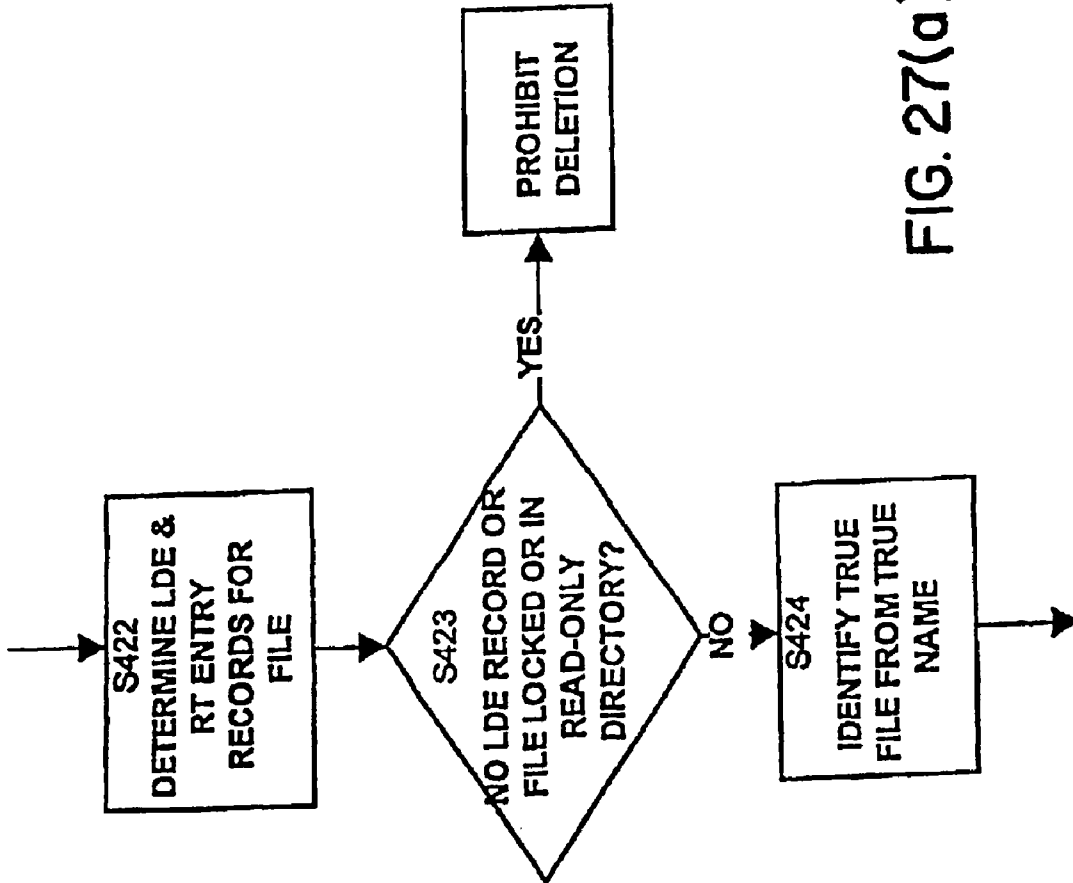 S422
DETERMINE LDE &
RT ENTRY
RECORDS FOR
FILE
S423
NO LDE RECORD OR
FILE LOCKED OR IN
READ-ONLY
DIRECTORY?
YES
PROHIBIT
DELETION
NO
S424
IDENTIFY TRUE
FILE FROM TRUE
NAME
FIG. 27(a)